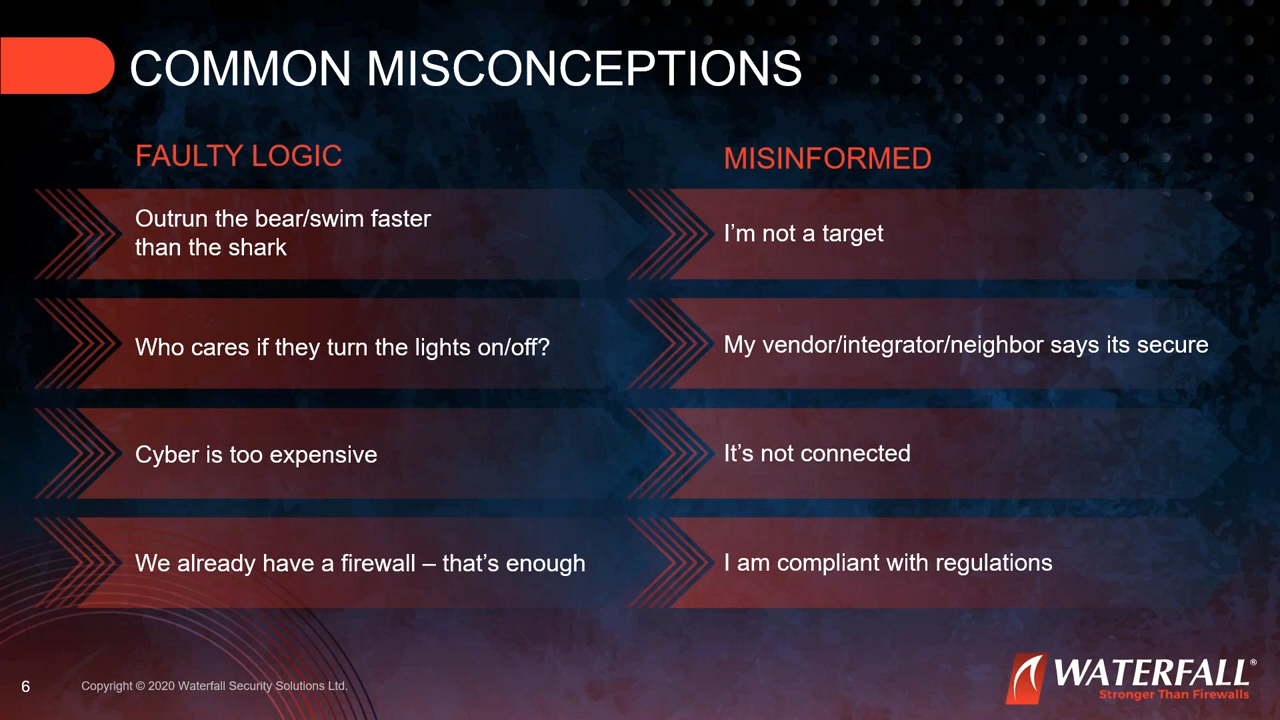 COMMON MISCONCEPTIONS
FAULTY LOGIC
Outrun the bear/swim faster
than the shark
Who cares if they turn the lights on/off?
Cyber is too expensive
We already have a firewall – that’s enough
MISINFORMED
I’m not a target
My vendor/integrator/neighbor says its secure
It’s not connected
I am compliant with regulations
6
Copyright © 2020 Waterfall Security Solutions Ltd.
WATERFALL®
Stronger Than Firewalls